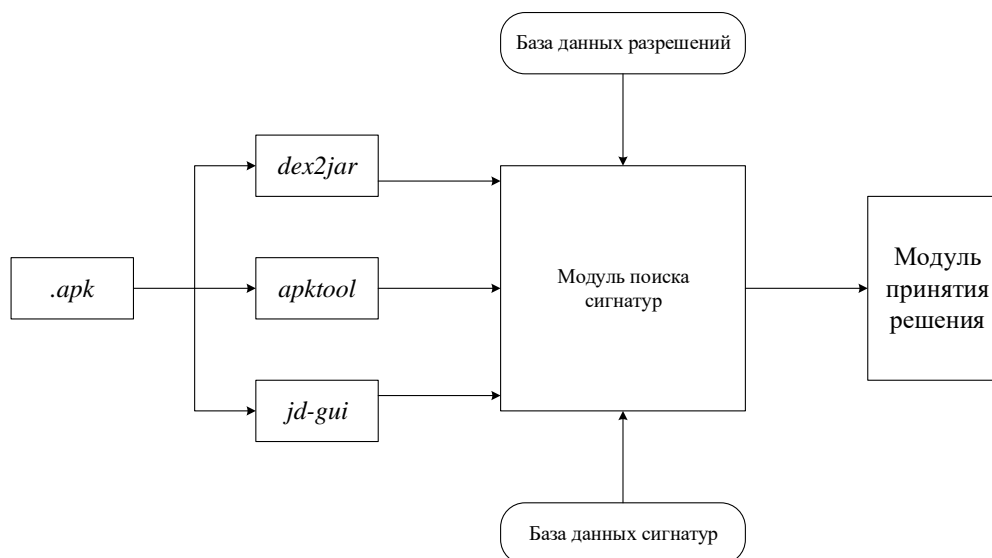 База данных разрешений
dex2jar
.apk
apktool
jd-gui
Модуль поиска
сигнатур
Модуль
принятия
решения
База данных сигнатур